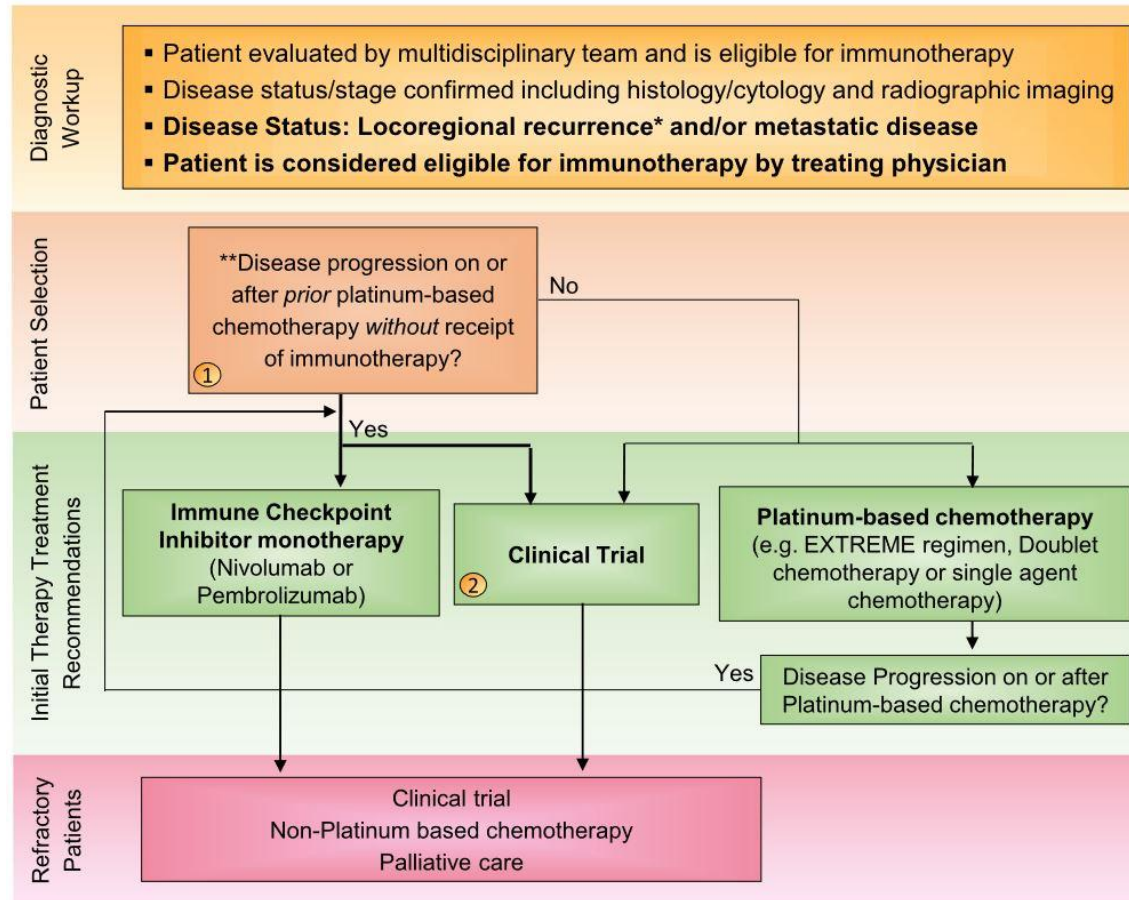 Diagnostic
Workup
▪ Patient evaluated by multidisciplinary team and is eligible for immunotherapy
▪ Disease status/stage confirmed including histology/cytology and radiographic imaging
▪ Disease Status: Locoregional recurrence* and/or metastatic disease
▪ Patient is considered eligible for immunotherapy by treating physician
Patient Selection
**Disease progression on or
after prior platinum-based
chemotherapy without receipt
of immunotherapy?
1
No
Yes
Initial Therapy Treatment
Recommendations
Immune Checkpoint
Inhibitor monotherapy
(Nivolumab or
Pembrolizumab)
Clinical Trial
2
Platinum-based chemotherapy
(e.g. EXTREME regimen, Doublet
chemotherapy or single agent
chemotherapy)
Yes
Disease Progression on or after
Platinum-based chemotherapy?
Refractory
Patients
Clinical trial
Non-Platinum based chemotherapy
Palliative care